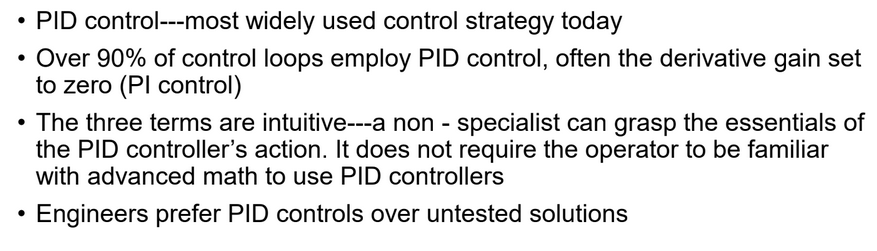 • PID control---most widely used control strategy today
• Over 90% of control loops employ PID control, often the derivative gain set
to zero (PI control)
• The three terms are intuitive---a non - specialist can grasp the essentials of
the PID controller’s action. It does not require the operator to be familiar
with advanced math to use PID controllers
• Engineers prefer PID controls over untested solutions